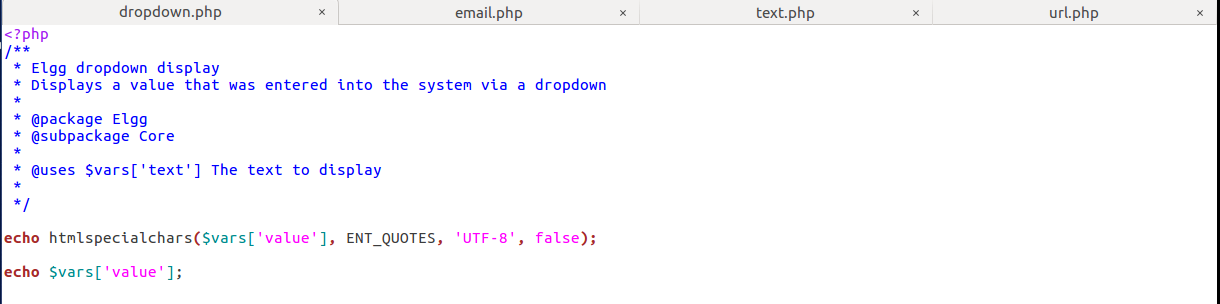 dropdown.php × email.php × text.php × url.php ×
<?php
/**
 * Elgg dropdown display
 * Displays a value that was entered into the system via a dropdown
 *
 * @package Elgg
 * @subpackage Core
 *
 * @uses $vars['text'] The text to display
 *
 */
echo htmlspecialchars($vars['value'], ENT_QUOTES, 'UTF-8', false);
echo $vars['value'];